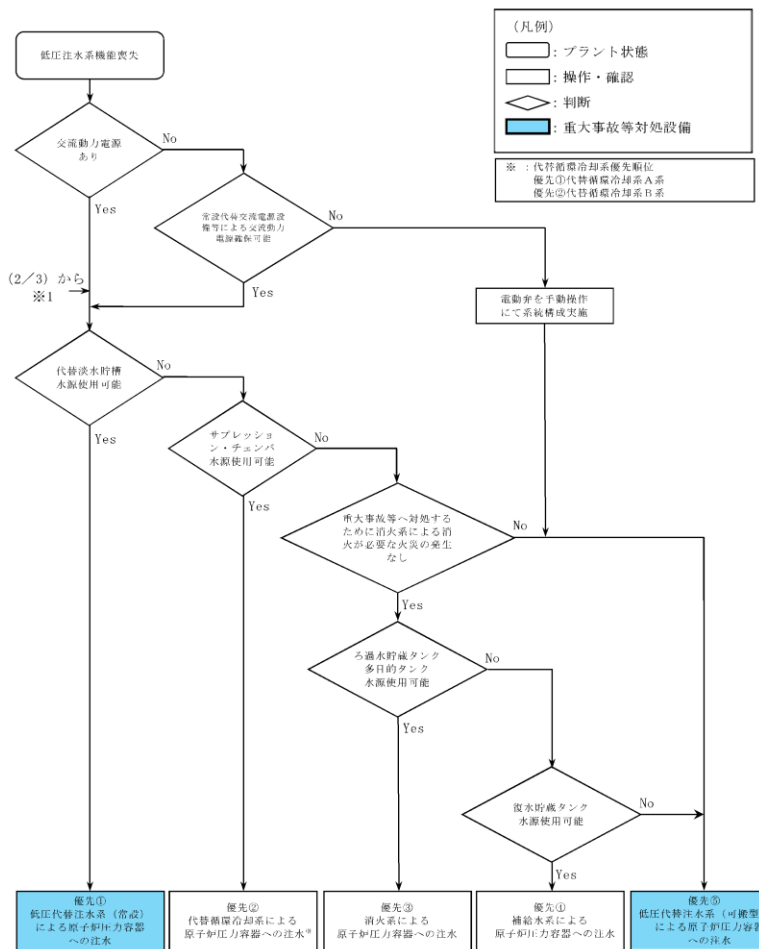 低圧注水系機能喪失
(凡例)
:プラント状態
:操作・確認
:判断
:重大事故等対処設備
※ :代替循環冷却系優先順位
優先①代替循環冷却系A系
優先②代替循環冷却系B系
交流動力電源
あり
No
Yes
常設代替交流電源設
備等による交流動力
電源確保可能
No
Yes
(2/3) から
※1
電動弁を手動操作
にて系統構成実施
代替淡水貯槽
水源使用可能
No
Yes
サプレッショ
ン・チェンバ
水源使用可能
No
Yes
重大事故等へ対処する
ために消火系による消
火が必要な火災の発生
なし
No
Yes
ろ過水貯蔵タンク
多目的タンク
水源使用可能
No
Yes
復水貯蔵タンク
水源使用可能
No
Yes
優先①
低圧代替注水系(常設)
による原子炉圧力容器
への注水
優先②
代替循環冷却系による
原子炉圧力容器への注水※
優先③
消火系による
原子炉圧力容器への注水
優先④
補給水系による
原子炉圧力容器への注水
優先⑤
低圧代替注水系(可搬型
による原子炉圧力容器
への注水